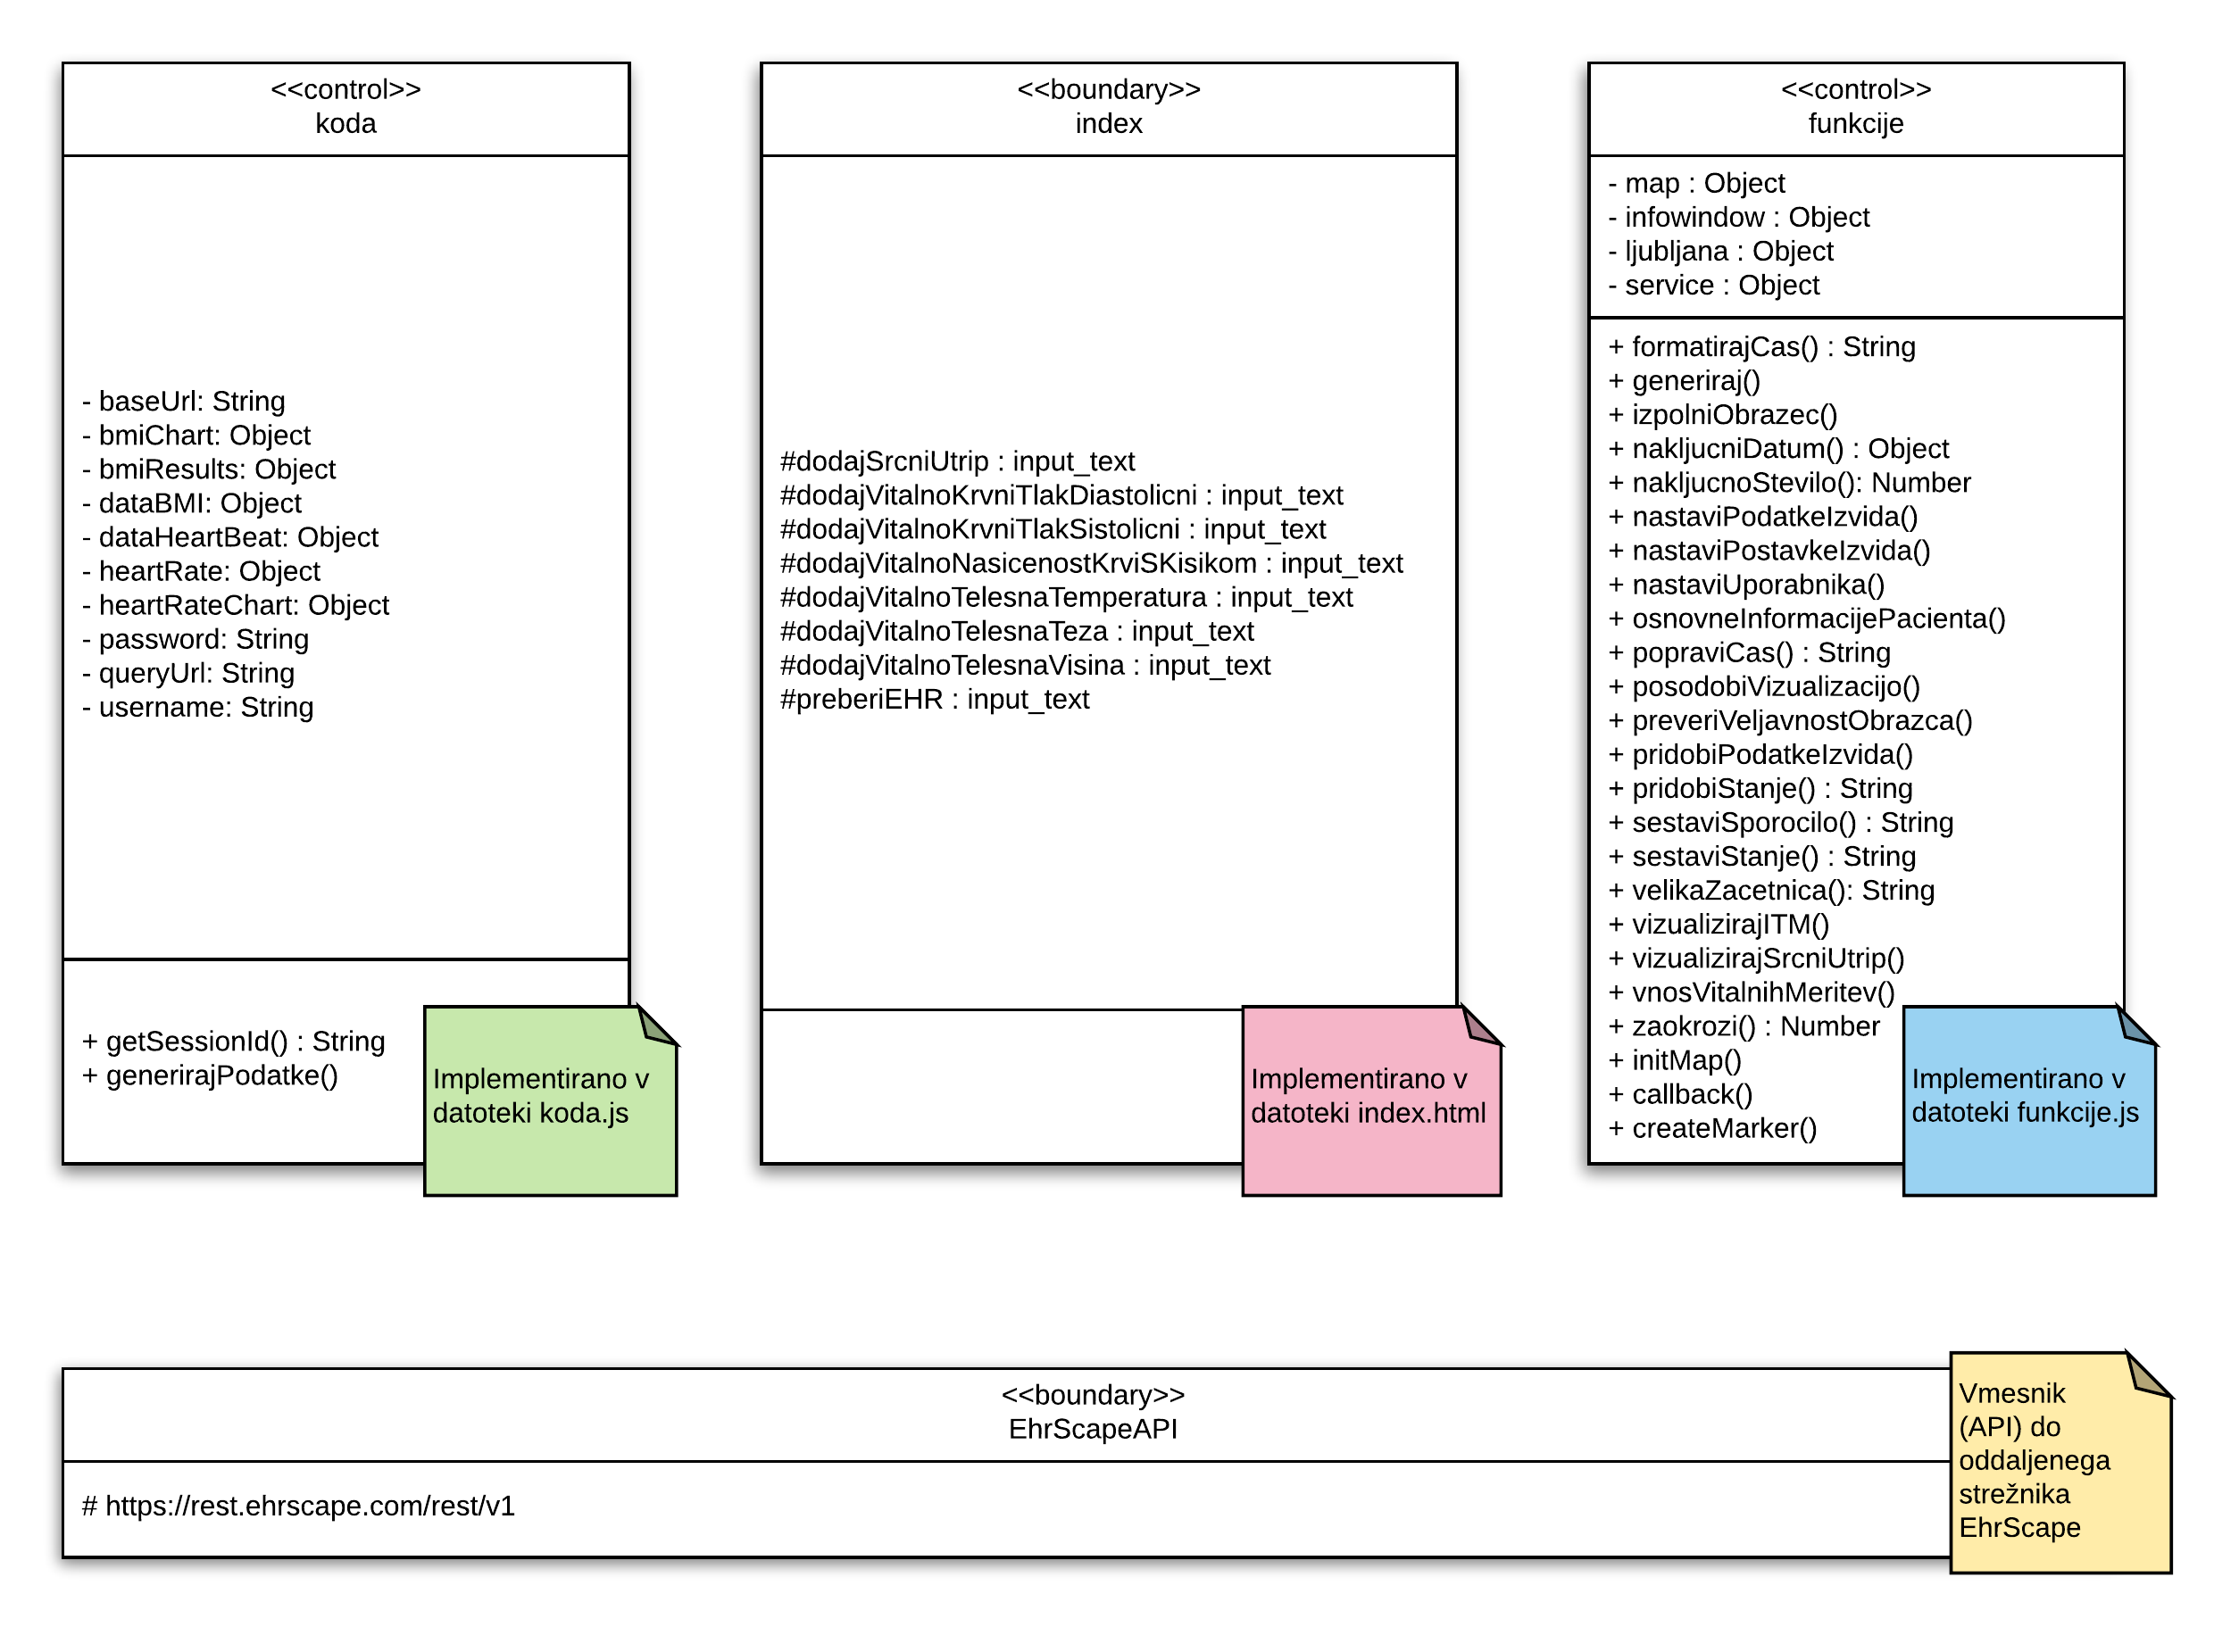 <<control>>
koda
- baseUrl: String
- bmiChart: Object
- bmiResults: Object
- dataBMI: Object
- dataHeartBeat: Object
- heartRate: Object
- heartRateChart: Object
- password: String
- queryUrl: String
- username: String
+ getSessionId() : String
+ generirajPodatke()
Implementirano v
datoteki koda.js
<<boundary>>
index
#dodajSrcniUtrip : input_text
#dodajVitalnoKrvniTlakDiastolicni : input_text
#dodajVitalnoKrvniTlakSistolicni : input_text
#dodajVitalnoNasicenostKrviSKisikom : input_text
#dodajVitalnoTelesnaTemperatura : input_text
#dodajVitalnoTelesnaTeza : input_text
#dodajVitalnoTelesnaVisina : input_text
#preberiEHR : input_text
Implementirano v
datoteki index.html
<<control>>
funkcije
- map : Object
- infowindow : Object
- ljubljana : Object
- service : Object
+ formatirajCas() : String
+ generiraj()
+ izpolniObrazec()
+ nakljucniDatum() : Object
+ nakljucnoStevilo(): Number
+ nastaviPodatkeIzvida()
+ nastaviPostavkeIzvida()
+ nastaviUporabnika()
+ osnovneInformacijePacienta()
+ popraviCas() : String
+ posodobiVizualizacijo()
+ preveriVeljavnostObrazca()
+ pridobiPodatkeIzvida()
+ pridobiStanje() : String
+ sestaviSporocilo() : String
+ sestaviStanje() : String
+ velikaZacetnica(): String
+ vizualizirajITM()
+ vizualizirajSrcniUtrip()
+ vnosVitalnihMeritev()
+ zaokrozi() : Number
+ initMap()
+ callback()
+ createMarker()
Implementirano v
datoteki funkcije.js
<<boundary>>
EhrScapeAPI
# https://rest.ehrscape.com/rest/v1
Vmesnik
(API) do
oddaljenega
strežnika
EhrScape